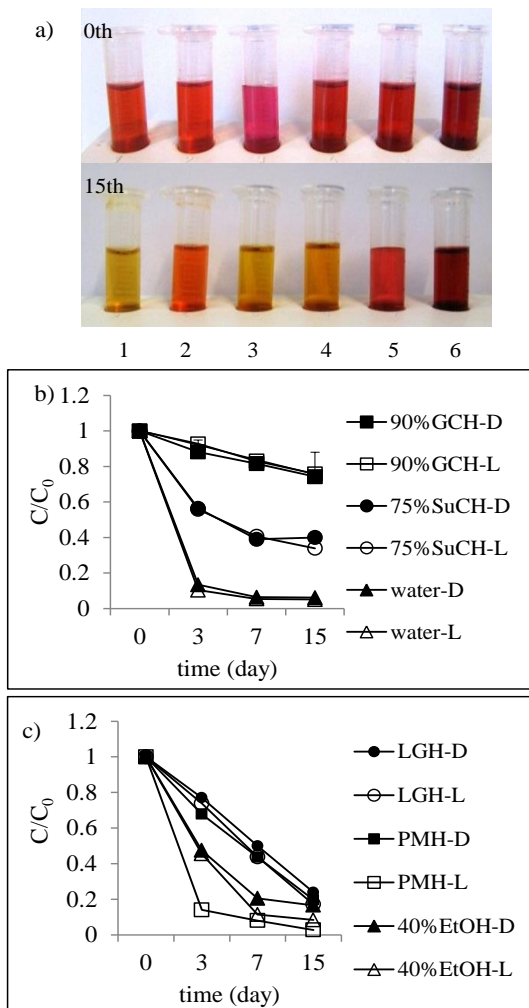 a)
0th
15th
1 2 3 4 5 6
b)
1.2
1
0.8
0.6
0.4
0.2
0
C/C0
0 3 7 15
time (day)
90%GCH-D
90%GCH-L
75%SuCH-D
75%SuCH-L
water-D
water-L
c)
1.2
1
0.8
0.6
0.4
0.2
0
C/C0
0 3 7 15
time (day)
LGH-D
LGH-L
PMH-D
PMH-L
40%EtOH-D
40%EtOH-L